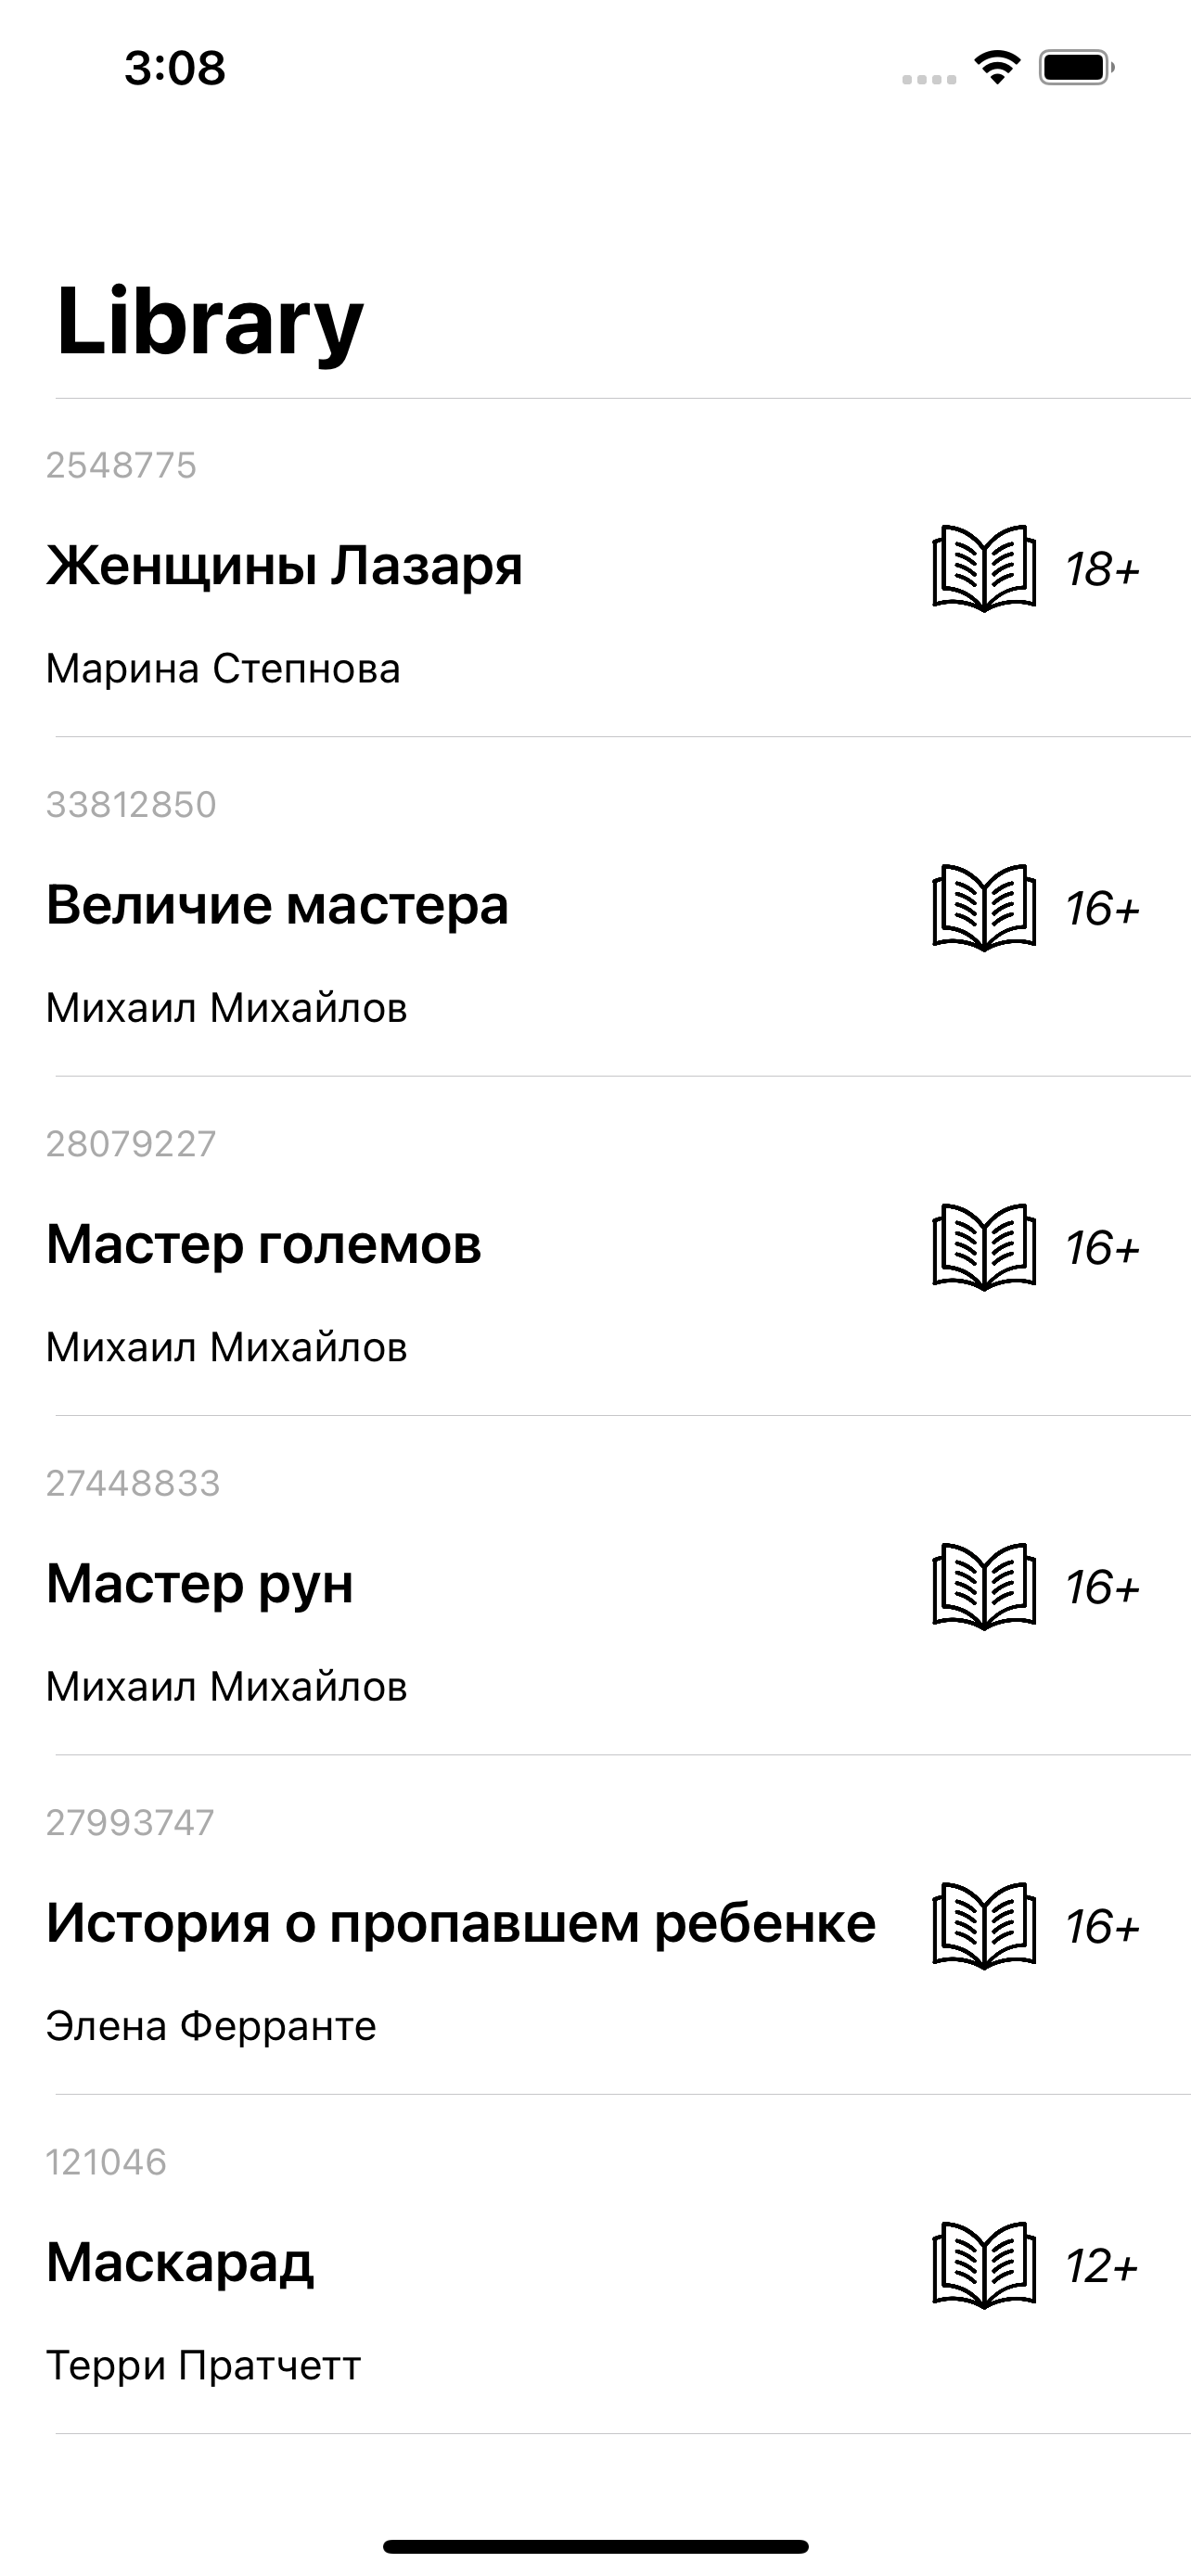 3:08
Library
2548775
Женщины Лазаря
18+
Марина Степнова
33812850
Величие мастера
16+
Михаил Михайлов
28079227
Мастер големов
16+
Михаил Михайлов
27448833
Мастер рун
16+
Михаил Михайлов
27993747
История о пропавшем ребенке
16+
Элена Ферранте
121046
Маскарад
12+
Терри Пратчетт